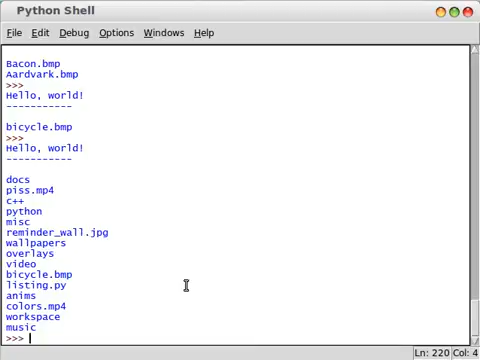 Python Shell
File Edit Debug Options Windows Help
Bacon.bmp
Aardvark.bmp
>>>
Hello, world!
-----------
bicycle.bmp
>>>
Hello, world!
-----------
docs
piss.mp4
c++
python
misc
reminder_wall.jpg
wallpapers
overlays
video
bicycle.bmp
listing.py
anims
colors.mp4
workspace
music
>>>
Ln: 220 Col: 4